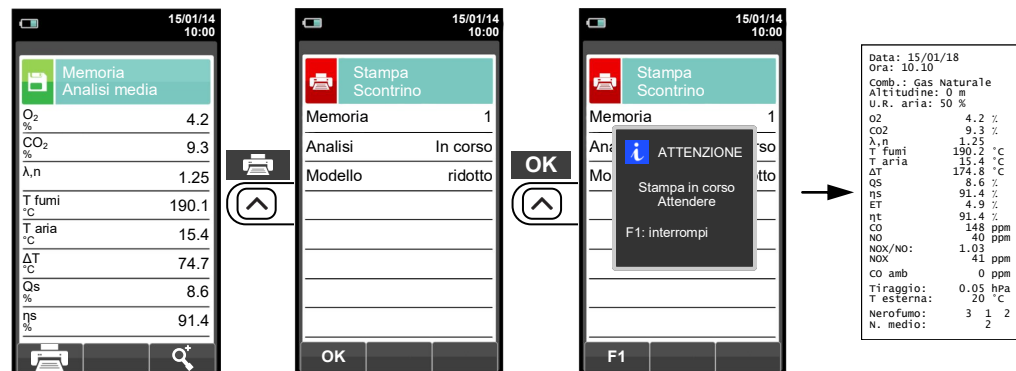 15/01/14
10:00
Memoria
Analisi media
O₂
%
4.2
CO₂
%
9.3
λ,n
1.25
T fumi
°C
190.1
T aria
°C
15.4
ΔT
°C
74.7
Qs
%
8.6
ηs
%
91.4
15/01/14
10:00
Stampa
Scontrino
Memoria 1
Analisi In corso
Modello ridotto
OK
OK
15/01/14
10:00
Stampa
Scontrino
Memoria 1
Ana rso
Mo tto
i ATTENZIONE
Stampa in corso
Attendere
F1: interrompi
F1
Data: 15/01/18
Ora: 10.10
Comb.: Gas Naturale
Altitudine: 0 m
U.R. aria: 50 %
O2 4.2 %
CO2 9.3 %
λ,n 1.25
T fumi 190.2 °C
T aria 15.4 °C
ΔT 174.8 °C
QS 8.6 %
ηs 91.4 %
ET 4.9 %
ηt 91.4 %
CO 148 ppm
NO 40 ppm
NOX/NO: 1.03
NOX 41 ppm
CO amb 0 ppm
Tiraggio: 0.05 hPa
T esterna: 20 °C
Nerofumo: 3 1 2
N. medio: 2